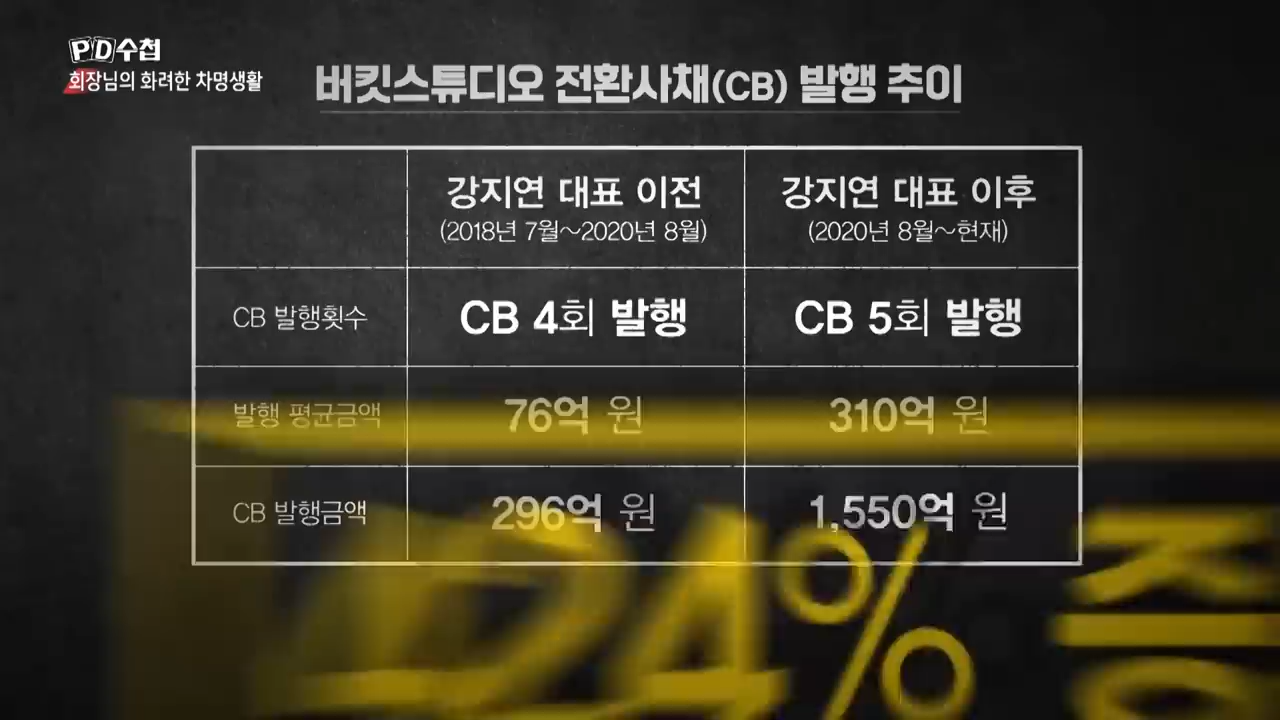 PD수첩
회장님의 화려한 차명생활
버킷스튜디오 전환사채(CB) 발행 추이
강지연 대표 이전 강지연 대표 이후
(2018년 7월~2020년 8월) (2020년 8월~현재)
CB 발행횟수 CB 4회 발행 CB 5회 발행
발행 평균금액 76억 원 310억 원
CB 발행금액 296억 원 1,550억 원